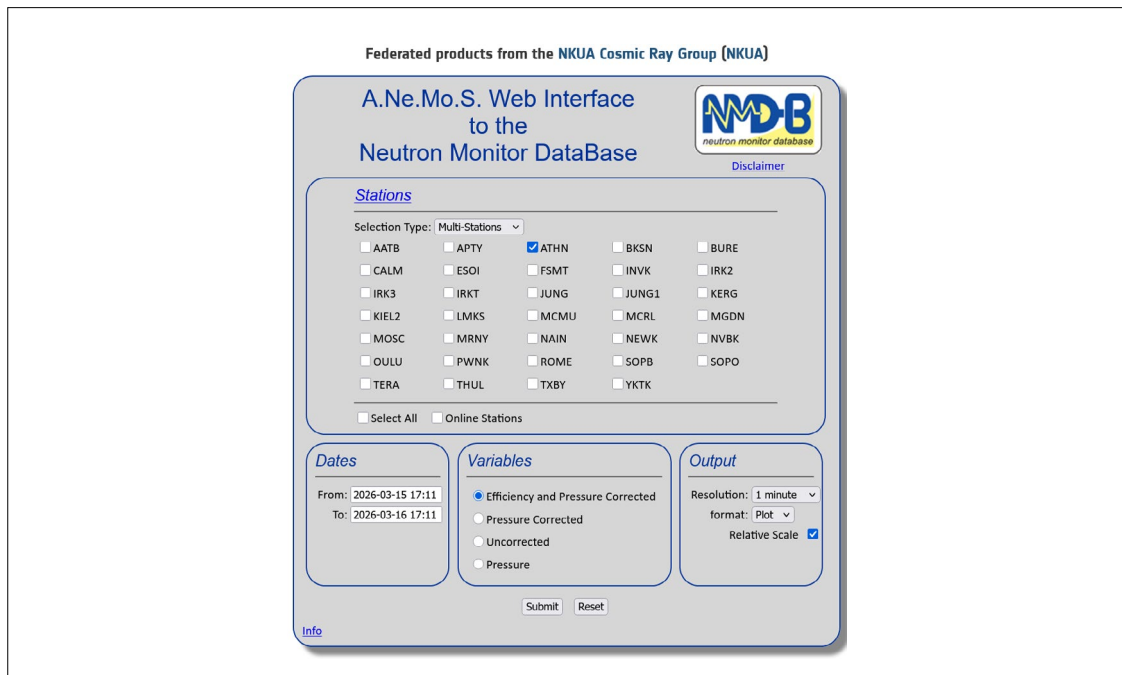 Federated products from the NKUA Cosmic Ray Group (NKUA)
A.Ne.Mo.S. Web Interface
to the
Neutron Monitor DataBase
NMDB
neutron monitor database
Disclaimer
Stations
Selection Type: Multi-Stations
AATB APTY ATHN BKSN BURE
CALM ESOI FSMT INVK IRK2
IRK3 IRKT JUNG JUNG1 KERG
KIEL2 LMKS MCMU MCRL MGDN
MOSC MRNY NAIN NEWK NVBK
OULU PWNK ROME SOPB SOPO
TERA THUL TXBY YKTK
Select All Online Stations
Dates
From: 2026-03-15 17:11
To: 2026-03-16 17:11
Variables
Efficiency and Pressure Corrected
Pressure Corrected
Uncorrected
Pressure
Output
Resolution: 1 minute
format: Plot
Relative Scale
Submit Reset
Info